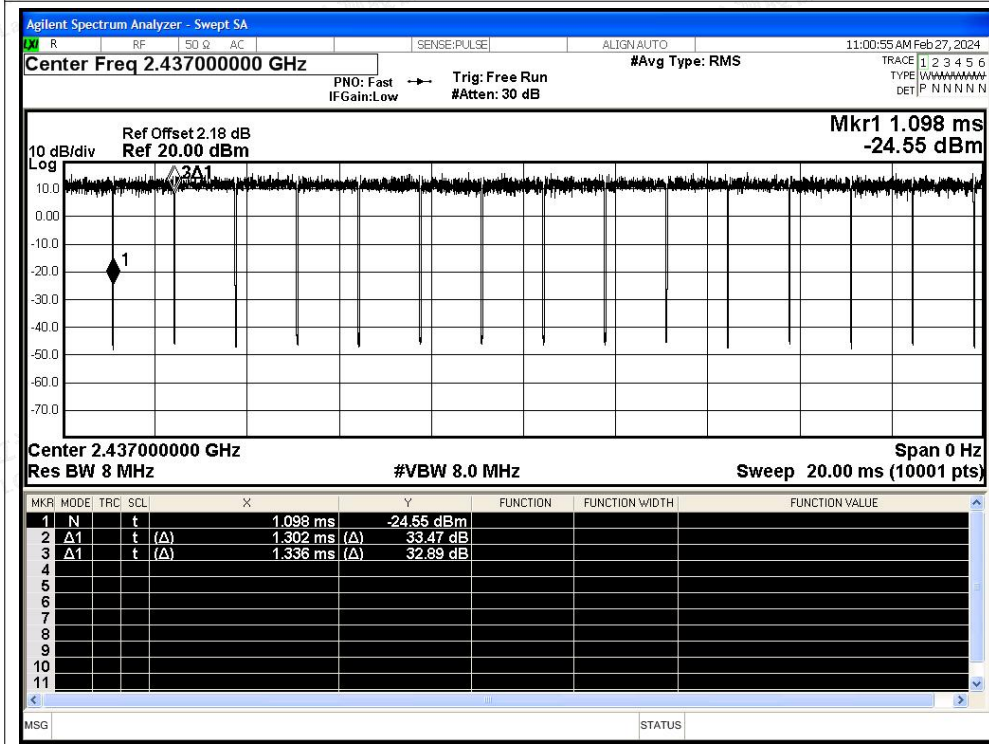 Agilent Spectrum Analyzer - Swept SA
LXI R RF 50 Ω AC SENSE:PULSE ALIGN AUTO 11:00:55 AM Feb 27, 2024
Center Freq 2.437000000 GHz #Avg Type: RMS TRACE 1 2 3 4 5 6
PNO: Fast Trig: Free Run TYPE WWWWWW
IFGain:Low #Atten: 30 dB DET P N N N N N
Mkr1 1.098 ms
-24.55 dBm
Ref Offset 2.18 dB
10 dB/div Ref 20.00 dBm
Log
3Δ1
10.0
0.00
-10.0
1
-20.0
-30.0
-40.0
-50.0
-60.0
-70.0
Center 2.437000000 GHz Span 0 Hz
Res BW 8 MHz #VBW 8.0 MHz Sweep 20.00 ms (10001 pts)
MKR MODE TRC SCL X Y FUNCTION FUNCTION WIDTH FUNCTION VALUE
1 N t 1.098 ms -24.55 dBm
2 Δ1 t (Δ) 1.302 ms (Δ) 33.47 dB
3 Δ1 t (Δ) 1.336 ms (Δ) 32.89 dB
4
5
6
7
8
9
10
11
MSG STATUS